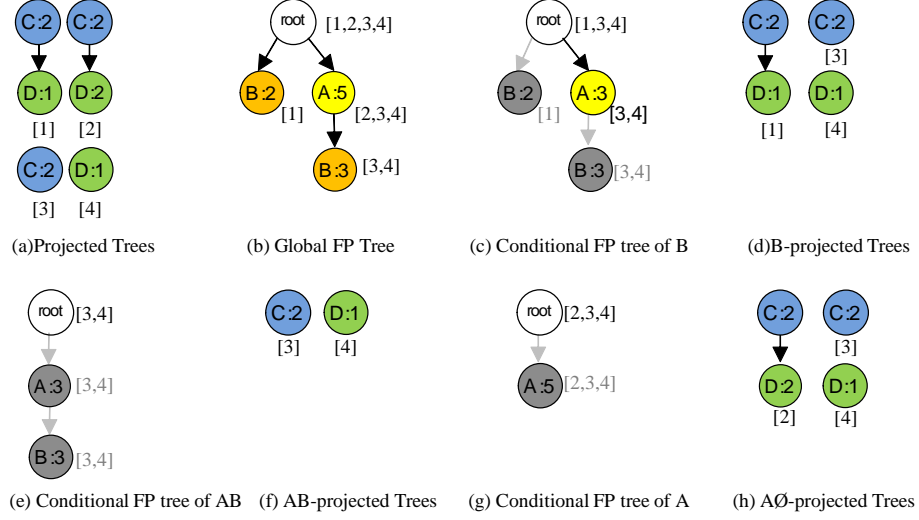 C:2 C:2
D:1 D:2
[1] [2]
C:2 D:1
[3] [4]
(a)Projected Trees
root [1,2,3,4]
B:2 [1] A:5 [2,3,4]
B:3 [3,4]
(b) Global FP Tree
root [1,3,4]
B:2 [1] A:3 [3,4]
B:3 [3,4]
(c) Conditional FP tree of B
C:2 C:2
[3]
D:1 D:1
[1] [4]
(d)B-projected Trees
root [3,4]
A:3 [3,4]
B:3 [3,4]
(e) Conditional FP tree of AB
C:2 D:1
[3] [4]
(f) AB-projected Trees
root [2,3,4]
A:5 [2,3,4]
(g) Conditional FP tree of A
C:2 C:2
[3]
D:2 D:1
[2] [4]
(h) AØ-projected Trees